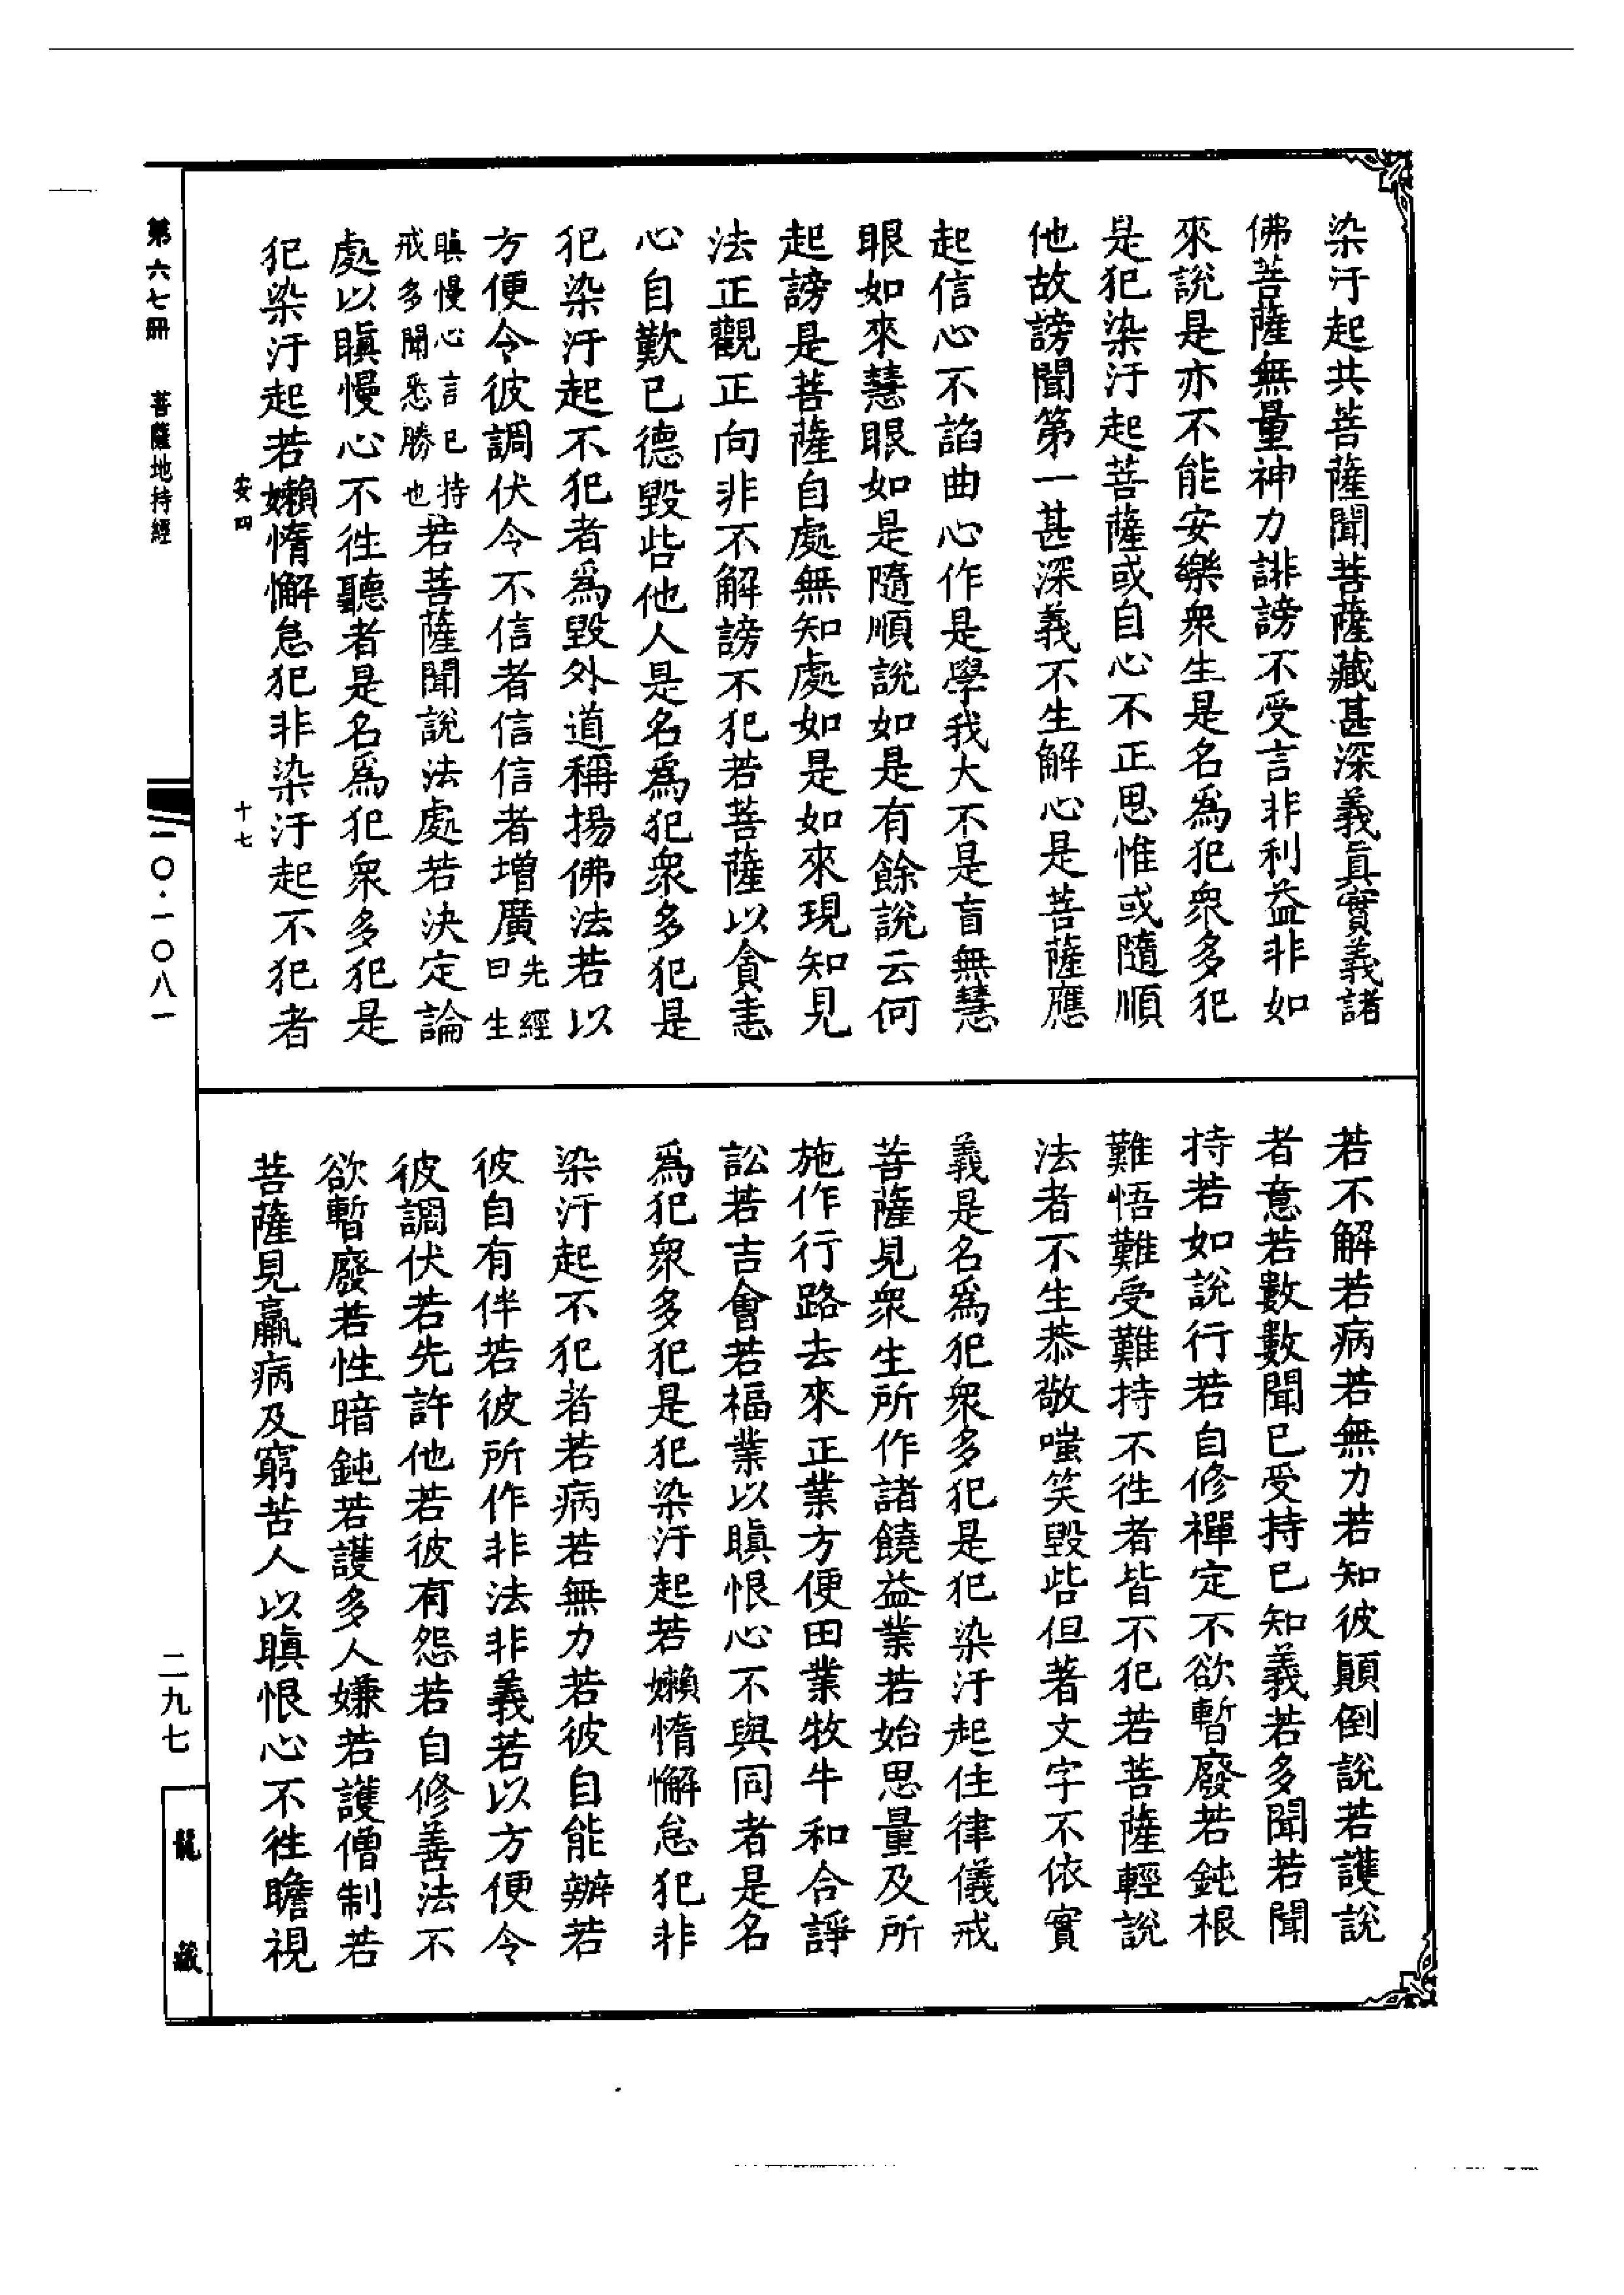 染汙起共菩薩聞菩薩藏甚深義眞實義諸
佛菩薩無量神力誹謗不受言非利益非如
來說是亦不能安樂衆生是名爲犯衆多犯
是犯染汙起菩薩或自心不正思惟或隨順
他故謗聞第一甚深義不生解心是菩薩應
起信心不諂曲心作是學我大不是盲無慧
眼如來慧眼如是隨順說如是有餘說云何
起謗是菩薩自處無知處如是如來現知見
法正觀正向非不解謗不犯若菩薩以貪恚
心自歎已德毀呰他人是名爲犯衆多犯是
犯染汙起不犯者爲毀外道稱揚佛法若以
方便令彼調伏令不信者信信者增廣先經曰生
瞋慢心言已持戒多聞悉勝也若菩薩聞說法處若決定論
處以瞋慢心不徃聽者是名爲犯衆多犯是
犯染汙起若嬾惰懈怠犯非染汙起不犯者
安四
十七
若不解若病若無力若知彼顛倒說若護說
者意若數數聞已受持已知義若多聞若聞
持若如說行若自修禪定不欲暫廢若鈍根
難悟難受難持不徃者皆不犯若菩薩輕說
法者不生恭敬嗤笑毀呰但著文字不依實
義是名爲犯衆多犯是犯染汙起住律儀戒
菩薩見衆生所作諸饒益業若始思量及所
施作行路去來正業方便田業牧牛和合諍
訟若吉會若福業以瞋恨心不與同者是名
爲犯衆多犯是犯染汙起若嬾惰懈怠犯非
染汙起不犯者若病若無力若彼自能辦若
彼自有伴若彼所作非法非義若以方便令
彼調伏若先許他若彼有怨若自修善法不
欲暫廢若性暗鈍若護多人嫌若護僧制若
菩薩見羸病及窮苦人以瞋恨心不徃瞻視
第六七冊
菩薩地持經
一〇·一〇八一
二九七
龍藏